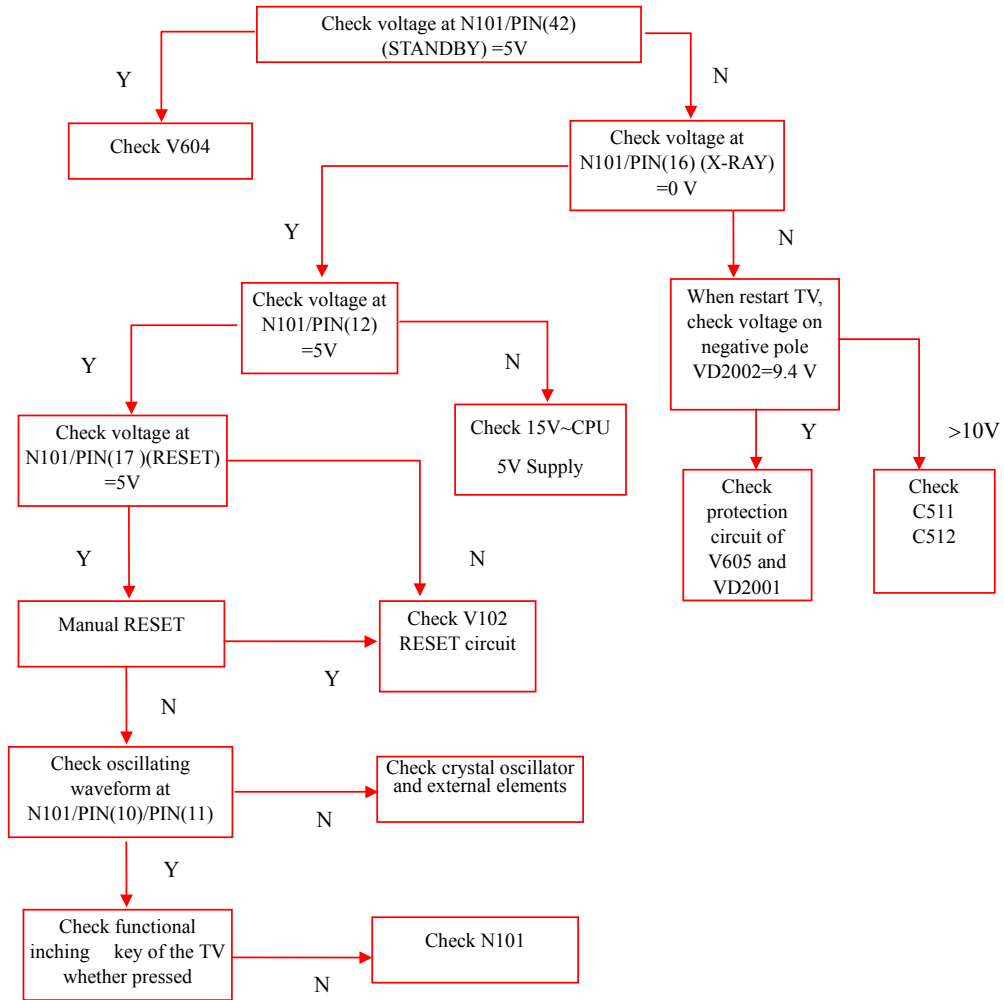 Check voltage at N101/PIN(42)
(STANDBY) =5V
Y
N
Check V604
Check voltage at
N101/PIN(16) (X-RAY)
=0 V
Y
N
Check voltage at
N101/PIN(12)
=5V
When restart TV,
check voltage on
negative pole
VD2002=9.4 V
Y
N
Check voltage at
N101/PIN(17 )(RESET)
=5V
Check 15V~CPU
5V Supply
Y
>10V
Check
protection
circuit of
V605 and
VD2001
Check
C511
C512
Y
N
Manual RESET
Check V102
RESET circuit
Y
N
Check oscillating
waveform at
N101/PIN(10)/PIN(11)
Check crystal oscillator
and external elements
N
Y
Check functional
inching key of the TV
whether pressed
Check N101
N